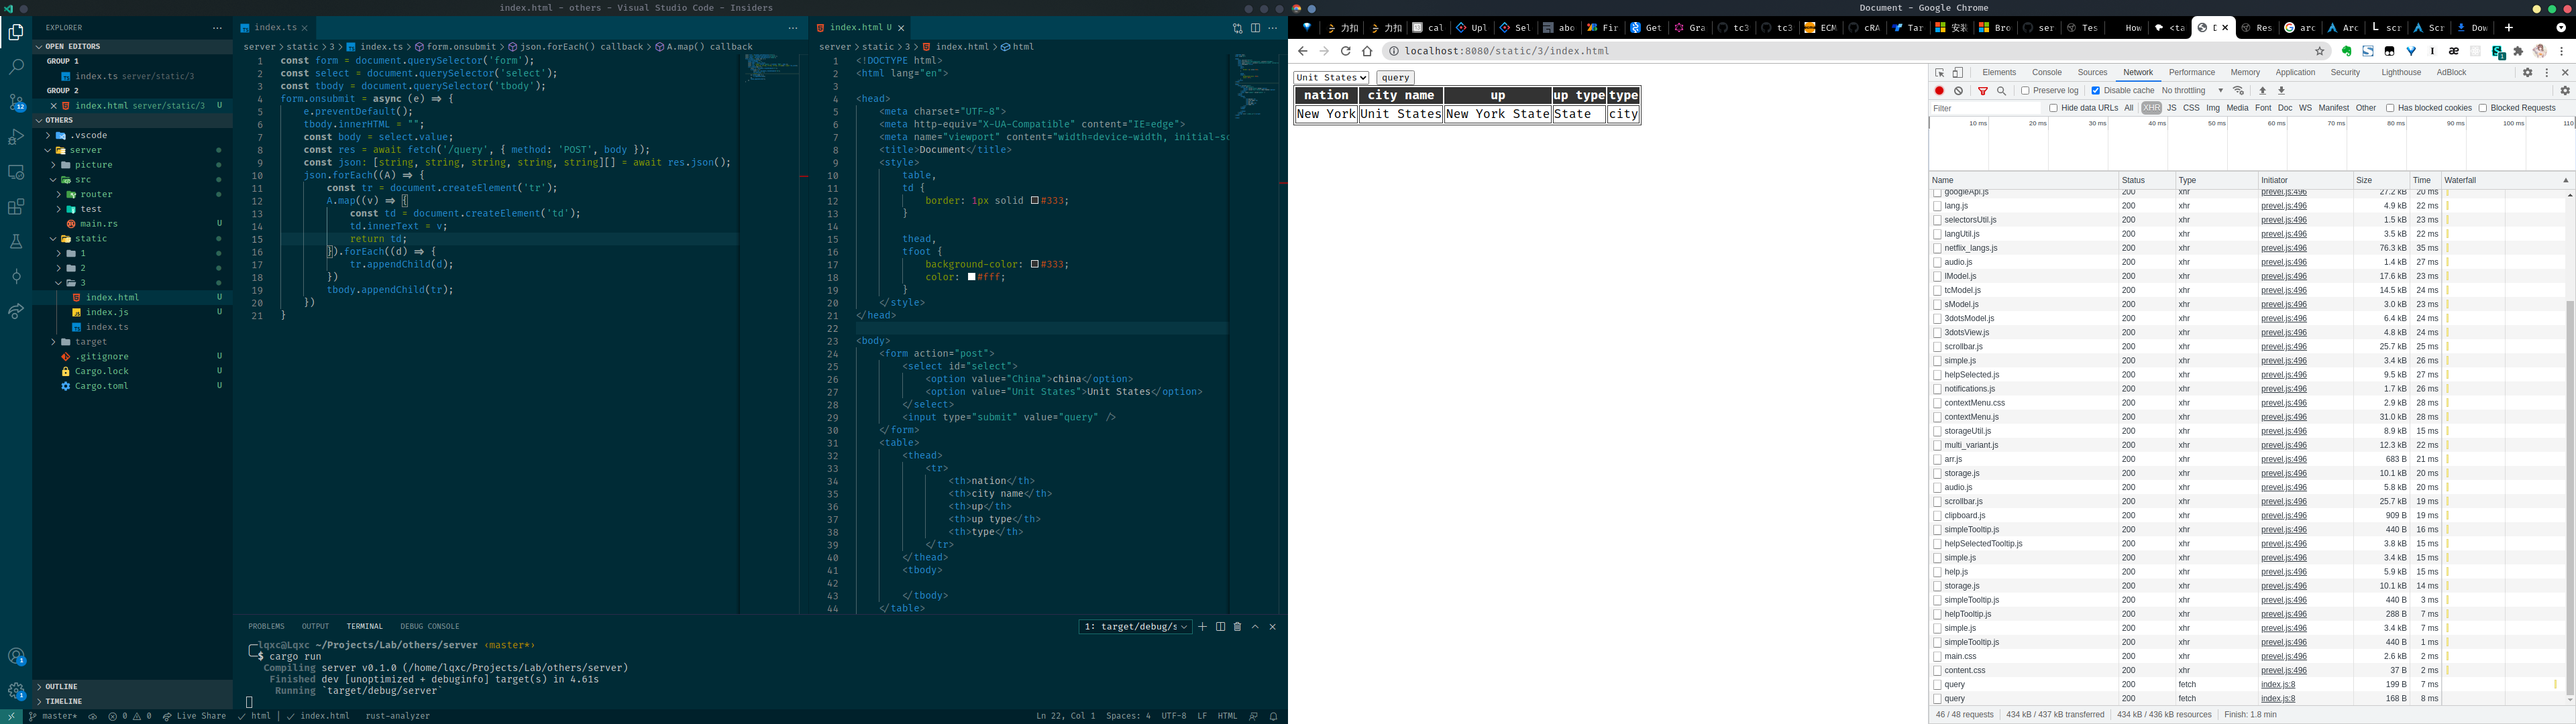 index.html - others - Visual Studio Code - Insiders
EXPLORER
OPEN EDITORS
GROUP 1
index.ts server/static/3
GROUP 2
index.html server/static/3 U
OTHERS
.vscode
server
picture
src
router
test
main.rs U
static
1
2
3
index.html U
index.js U
index.ts
target
.gitignore U
Cargo.lock U
Cargo.toml U
OUTLINE
TIMELINE
index.ts
server > static > 3 > index.ts > form.onsubmit > json.forEach() callback > A.map() callback
1 const form = document.querySelector('form');
2 const select = document.querySelector('select');
3 const tbody = document.querySelector('tbody');
4 form.onsubmit = async (e) => {
5 e.preventDefault();
6 tbody.innerHTML = "";
7 const body = select.value;
8 const res = await fetch('/query', { method: 'POST', body });
9 const json: [string, string, string, string, string][] = await res.json();
10 json.forEach((A) => {
11 const tr = document.createElement('tr');
12 A.map((v) => {
13 const td = document.createElement('td');
14 td.innerText = v;
15 return td;
16 }).forEach((d) => {
17 tr.appendChild(d);
18 })
19 tbody.appendChild(tr);
20 })
21 }
index.html U
server > static > 3 > index.html > html
1 <!DOCTYPE html>
2 <html lang="en">
3
4 <head>
5 <meta charset="UTF-8">
6 <meta http-equiv="X-UA-Compatible" content="IE=edge">
7 <meta name="viewport" content="width=device-width, initial-sc
8 <title>Document</title>
9 <style>
10 table,
11 td {
12 border: 1px solid #333;
13 }
14
15 thead,
16 tfoot {
17 background-color: #333;
18 color: #fff;
19 }
20 </style>
21 </head>
22
23 <body>
24 <form action="post">
25 <select id="select">
26 <option value="China">china</option>
27 <option value="Unit States">Unit States</option>
28 </select>
29 <input type="submit" value="query" />
30 </form>
31 <table>
32 <thead>
33 <tr>
34 <th>nation</th>
35 <th>city name</th>
36 <th>up</th>
37 <th>up type</th>
38 <th>type</th>
39 </tr>
40 </thead>
41 <tbody>
42
43 </tbody>
44 </table>
PROBLEMS OUTPUT TERMINAL DEBUG CONSOLE
1: target/debug/s
lqxc@Lqxc ~/Projects/Lab/others/server ‹master*›
$ cargo run
Compiling server v0.1.0 (/home/lqxc/Projects/Lab/others/server)
Finished dev [unoptimized + debuginfo] target(s) in 4.61s
Running `target/debug/server`
master* 0 0 Live Share html index.html rust-analyzer
Ln 22, Col 1 Spaces: 4 UTF-8 LF HTML
Document - Google Chrome
力扣 力扣 cal Upl Sel abo Fir Get Gra tc3 tc3 ECM cRA Tar 安装 Bro ser Tes How <ta D Res arc Arc scr Scr Dow
localhost:8080/static/3/index.html
Unit States query
nation city name up up type type
New York Unit States New York State State city
Elements Console Sources Network Performance Memory Application Security Lighthouse AdBlock
Preserve log Disable cache No throttling
Filter Hide data URLs All XHR JS CSS Img Media Font Doc WS Manifest Other Has blocked cookies Blocked Requests
10 ms 20 ms 30 ms 40 ms 50 ms 60 ms 70 ms 80 ms 90 ms 100 ms 110
Name Status Type Initiator Size Time Waterfall
googleApi.js 200 xhr prevel.js:496 27.2 kB 20 ms
lang.js 200 xhr prevel.js:496 4.9 kB 22 ms
selectorsUtil.js 200 xhr prevel.js:496 1.5 kB 23 ms
langUtil.js 200 xhr prevel.js:496 3.5 kB 22 ms
netflix_langs.js 200 xhr prevel.js:496 76.3 kB 35 ms
audio.js 200 xhr prevel.js:496 1.4 kB 27 ms
lModel.js 200 xhr prevel.js:496 17.6 kB 23 ms
tcModel.js 200 xhr prevel.js:496 14.5 kB 24 ms
sModel.js 200 xhr prevel.js:496 3.0 kB 23 ms
3dotsModel.js 200 xhr prevel.js:496 6.4 kB 24 ms
3dotsView.js 200 xhr prevel.js:496 4.8 kB 24 ms
scrollbar.js 200 xhr prevel.js:496 25.7 kB 25 ms
simple.js 200 xhr prevel.js:496 3.4 kB 26 ms
helpSelected.js 200 xhr prevel.js:496 9.5 kB 27 ms
notifications.js 200 xhr prevel.js:496 1.7 kB 26 ms
contextMenu.css 200 xhr prevel.js:496 2.9 kB 28 ms
contextMenu.js 200 xhr prevel.js:496 31.0 kB 28 ms
storageUtil.js 200 xhr prevel.js:496 8.9 kB 15 ms
multi_variant.js 200 xhr prevel.js:496 12.3 kB 22 ms
arr.js 200 xhr prevel.js:496 683 B 21 ms
storage.js 200 xhr prevel.js:496 10.1 kB 20 ms
audio.js 200 xhr prevel.js:496 5.8 kB 20 ms
scrollbar.js 200 xhr prevel.js:496 25.7 kB 19 ms
clipboard.js 200 xhr prevel.js:496 909 B 19 ms
simpleTooltip.js 200 xhr prevel.js:496 440 B 16 ms
helpSelectedTooltip.js 200 xhr prevel.js:496 3.8 kB 15 ms
simple.js 200 xhr prevel.js:496 3.4 kB 15 ms
help.js 200 xhr prevel.js:496 5.9 kB 15 ms
storage.js 200 xhr prevel.js:496 10.1 kB 14 ms
simpleTooltip.js 200 xhr prevel.js:496 440 B 3 ms
helpTooltip.js 200 xhr prevel.js:496 288 B 7 ms
simple.js 200 xhr prevel.js:496 3.4 kB 7 ms
simpleTooltip.js 200 xhr prevel.js:496 440 B 1 ms
main.css 200 xhr prevel.js:496 2.6 kB 2 ms
content.css 200 xhr prevel.js:496 37 B 2 ms
query 200 fetch index.js:8 199 B 7 ms
query 200 fetch index.js:8 168 B 8 ms
46 / 48 requests 434 kB / 437 kB transferred 434 kB / 436 kB resources Finish: 1.8 min